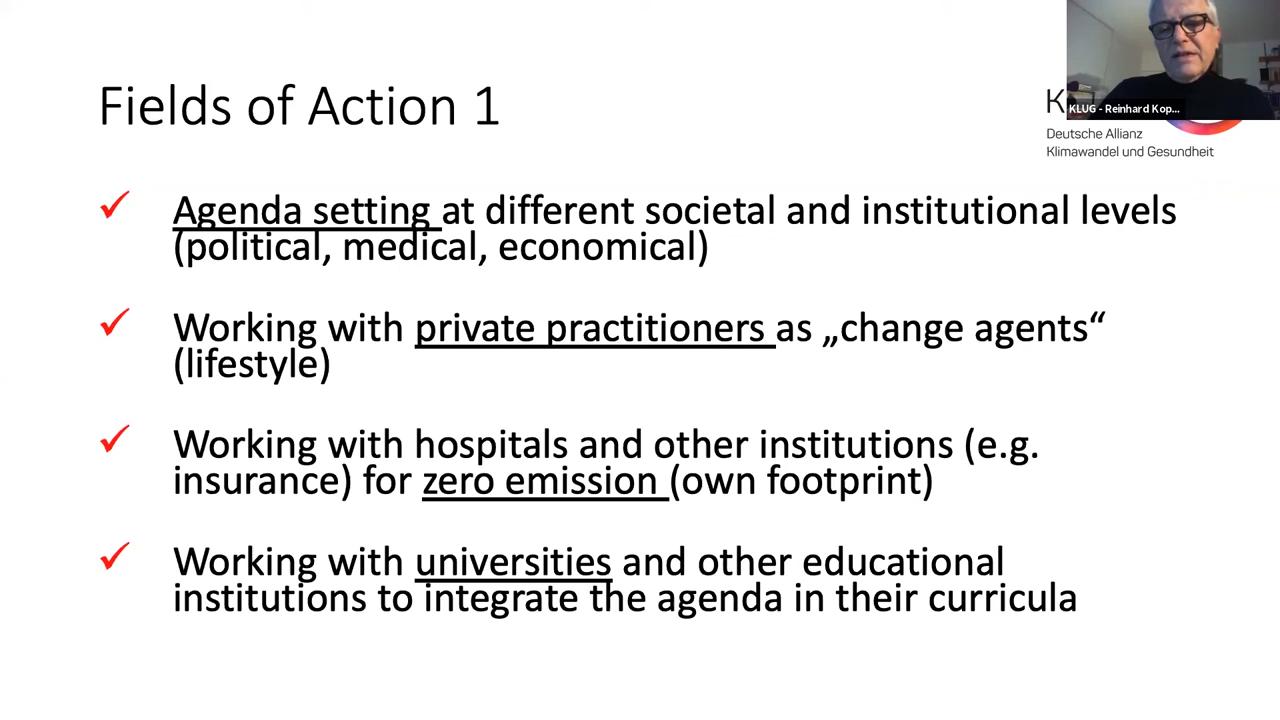 Fields of Action 1
KLUG - Reinhard Kop...
Deutsche Allianz
Klimawandel und Gesundheit
Agenda setting at different societal and institutional levels
(political, medical, economical)
Working with private practitioners as „change agents“
(lifestyle)
Working with hospitals and other institutions (e.g.
insurance) for zero emission (own footprint)
Working with universities and other educational
institutions to integrate the agenda in their curricula